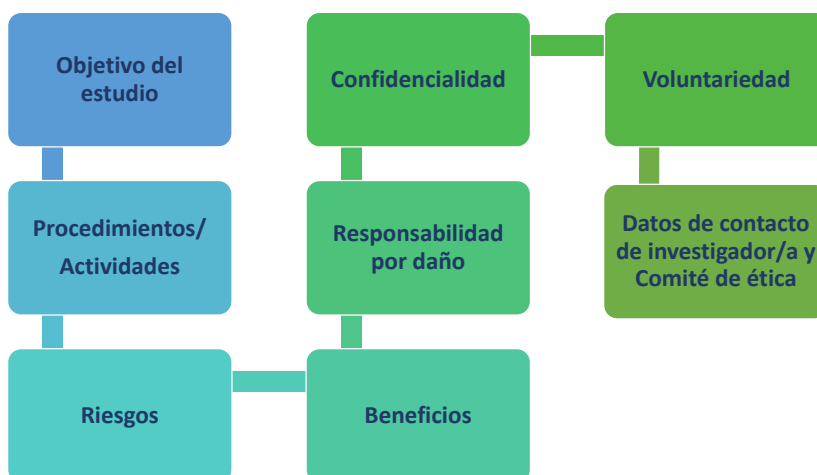 Objetivo del
estudio
Procedimientos/
Actividades
Riesgos
Beneficios
Responsabilidad
por daño
Confidencialidad
Voluntariedad
Datos de contacto
de investigador/a y
Comité de ética